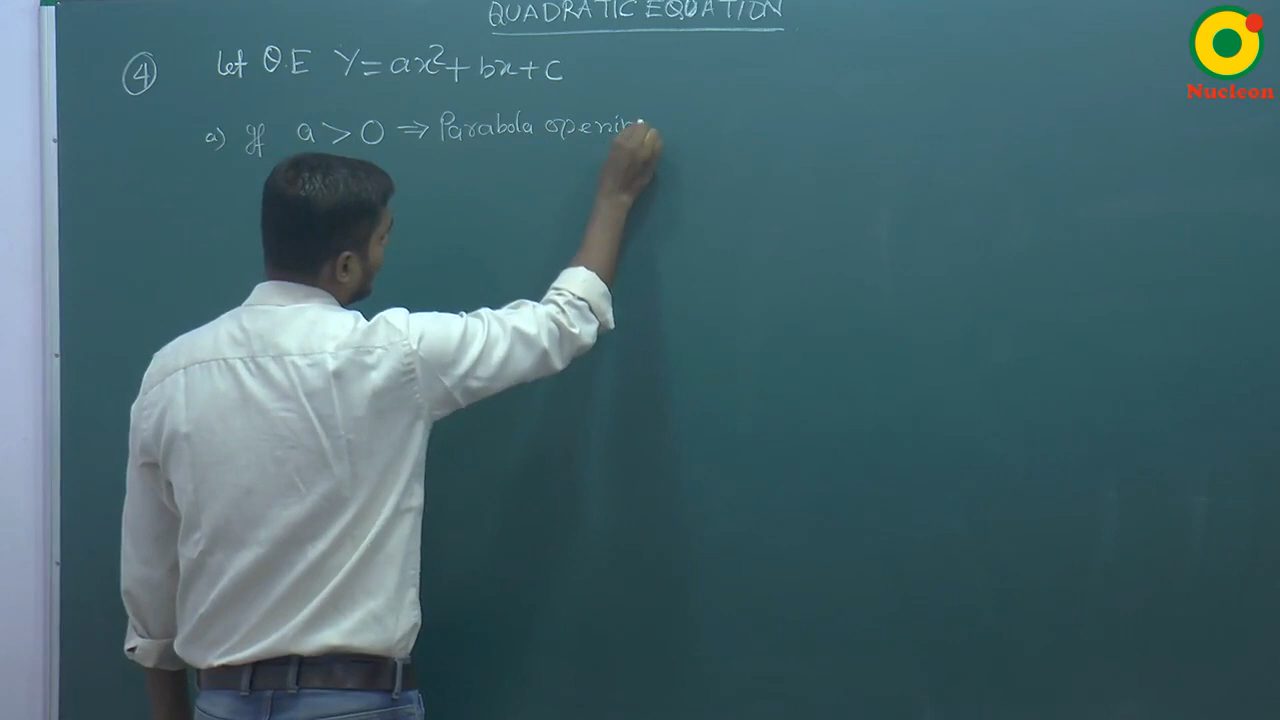 QUADRATIC EQUATION
④ Let Q.E Y = ax² + bx + c
a) If a > 0 ⇒ Parabola openin
Nucleon